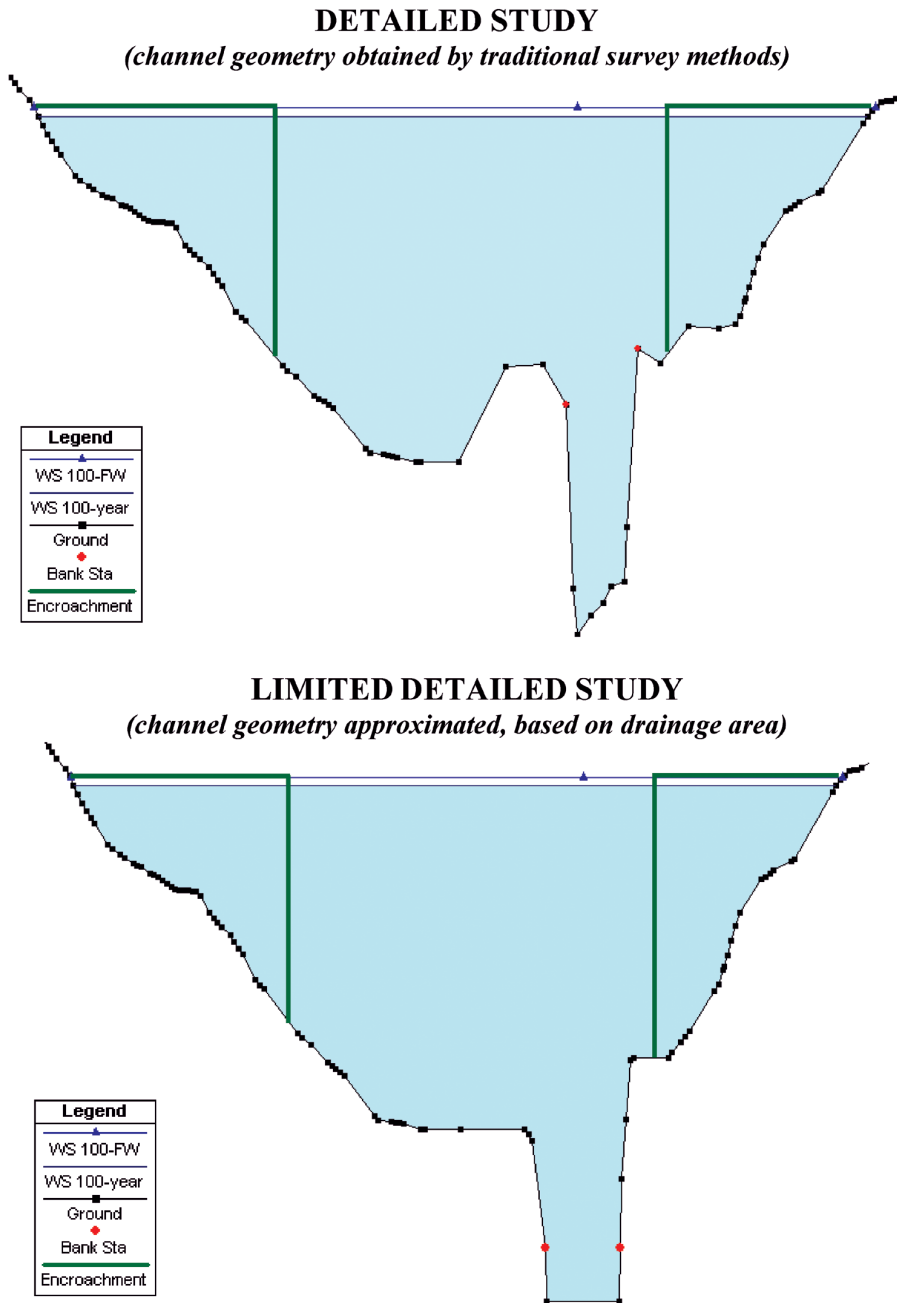 DETAILED STUDY
(channel geometry obtained by traditional survey methods)
Legend
WS 100-FW
WS 100-year
Ground
Bank Sta
Encroachment
LIMITED DETAILED STUDY
(channel geometry approximated, based on drainage area)
Legend
WS 100-FW
WS 100-year
Ground
Bank Sta
Encroachment